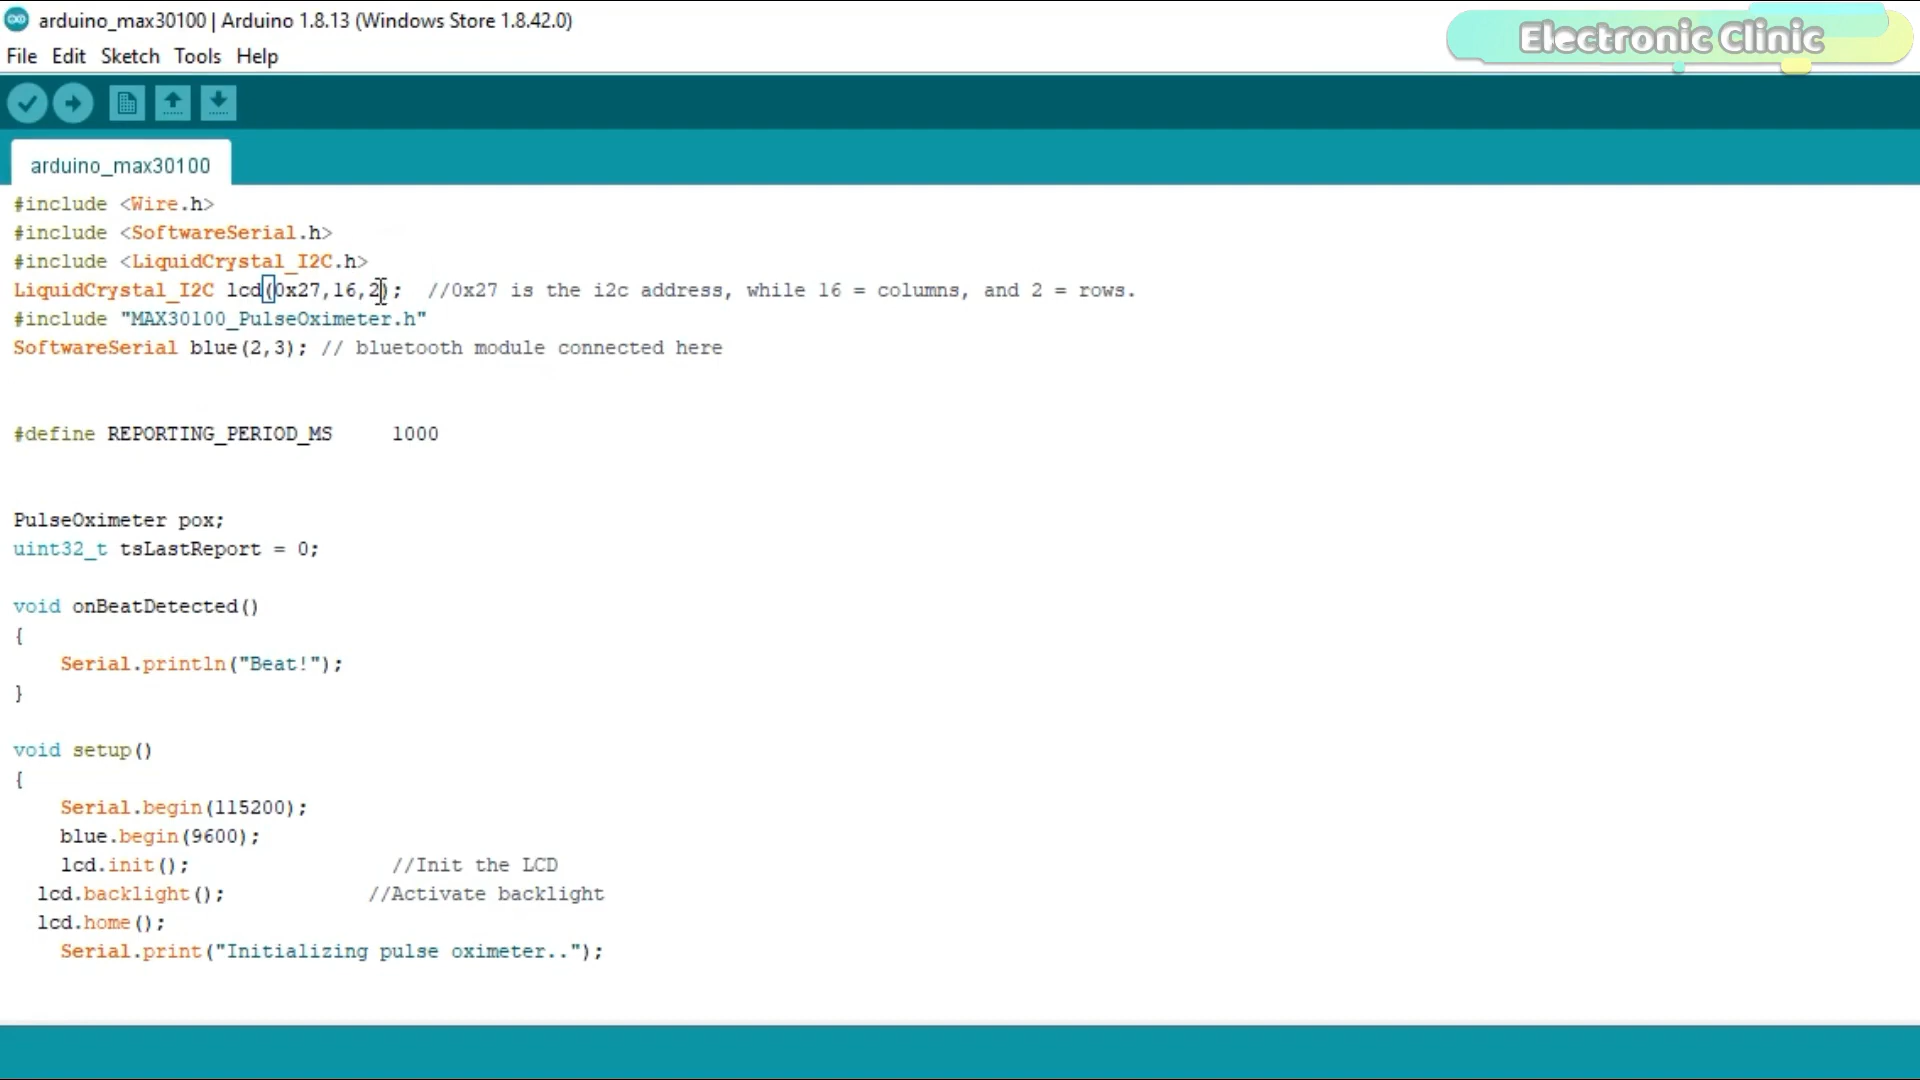 arduino_max30100 | Arduino 1.8.13 (Windows Store 1.8.42.0)
Electronic Clinic
File Edit Sketch Tools Help
arduino_max30100
#include <Wire.h>
#include <SoftwareSerial.h>
#include <LiquidCrystal_I2C.h>
LiquidCrystal_I2C lcd(0x27,16,2);  //0x27 is the i2c address, while 16 = columns, and 2 = rows.
#include "MAX30100_PulseOximeter.h"
SoftwareSerial blue(2,3); // bluetooth module connected here
#define REPORTING_PERIOD_MS     1000
PulseOximeter pox;
uint32_t tsLastReport = 0;
void onBeatDetected()
{
    Serial.println("Beat!");
}
void setup()
{
    Serial.begin(115200);
    blue.begin(9600);
    lcd.init();                 //Init the LCD
  lcd.backlight();            //Activate backlight
  lcd.home();
    Serial.print("Initializing pulse oximeter..");